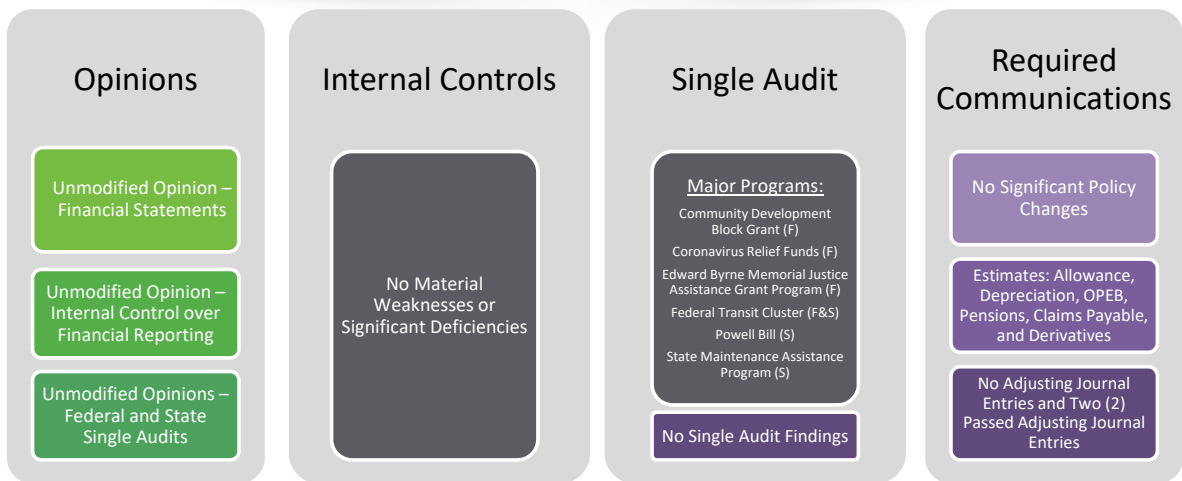 Opinions
Unmodified Opinion –
Financial Statements
Unmodified Opinion –
Internal Control over
Financial Reporting
Unmodified Opinions –
Federal and State
Single Audits
Internal Controls
No Material
Weaknesses or
Significant Deficiencies
Single Audit
Major Programs:
Community Development
Block Grant (F)
Coronavirus Relief Funds (F)
Edward Byrne Memorial Justice
Assistance Grant Program (F)
Federal Transit Cluster (F&S)
Powell Bill (S)
State Maintenance Assistance
Program (S)
No Single Audit Findings
Required
Communications
No Significant Policy
Changes
Estimates: Allowance,
Depreciation, OPEB,
Pensions, Claims Payable,
and Derivatives
No Adjusting Journal
Entries and Two (2)
Passed Adjusting Journal
Entries